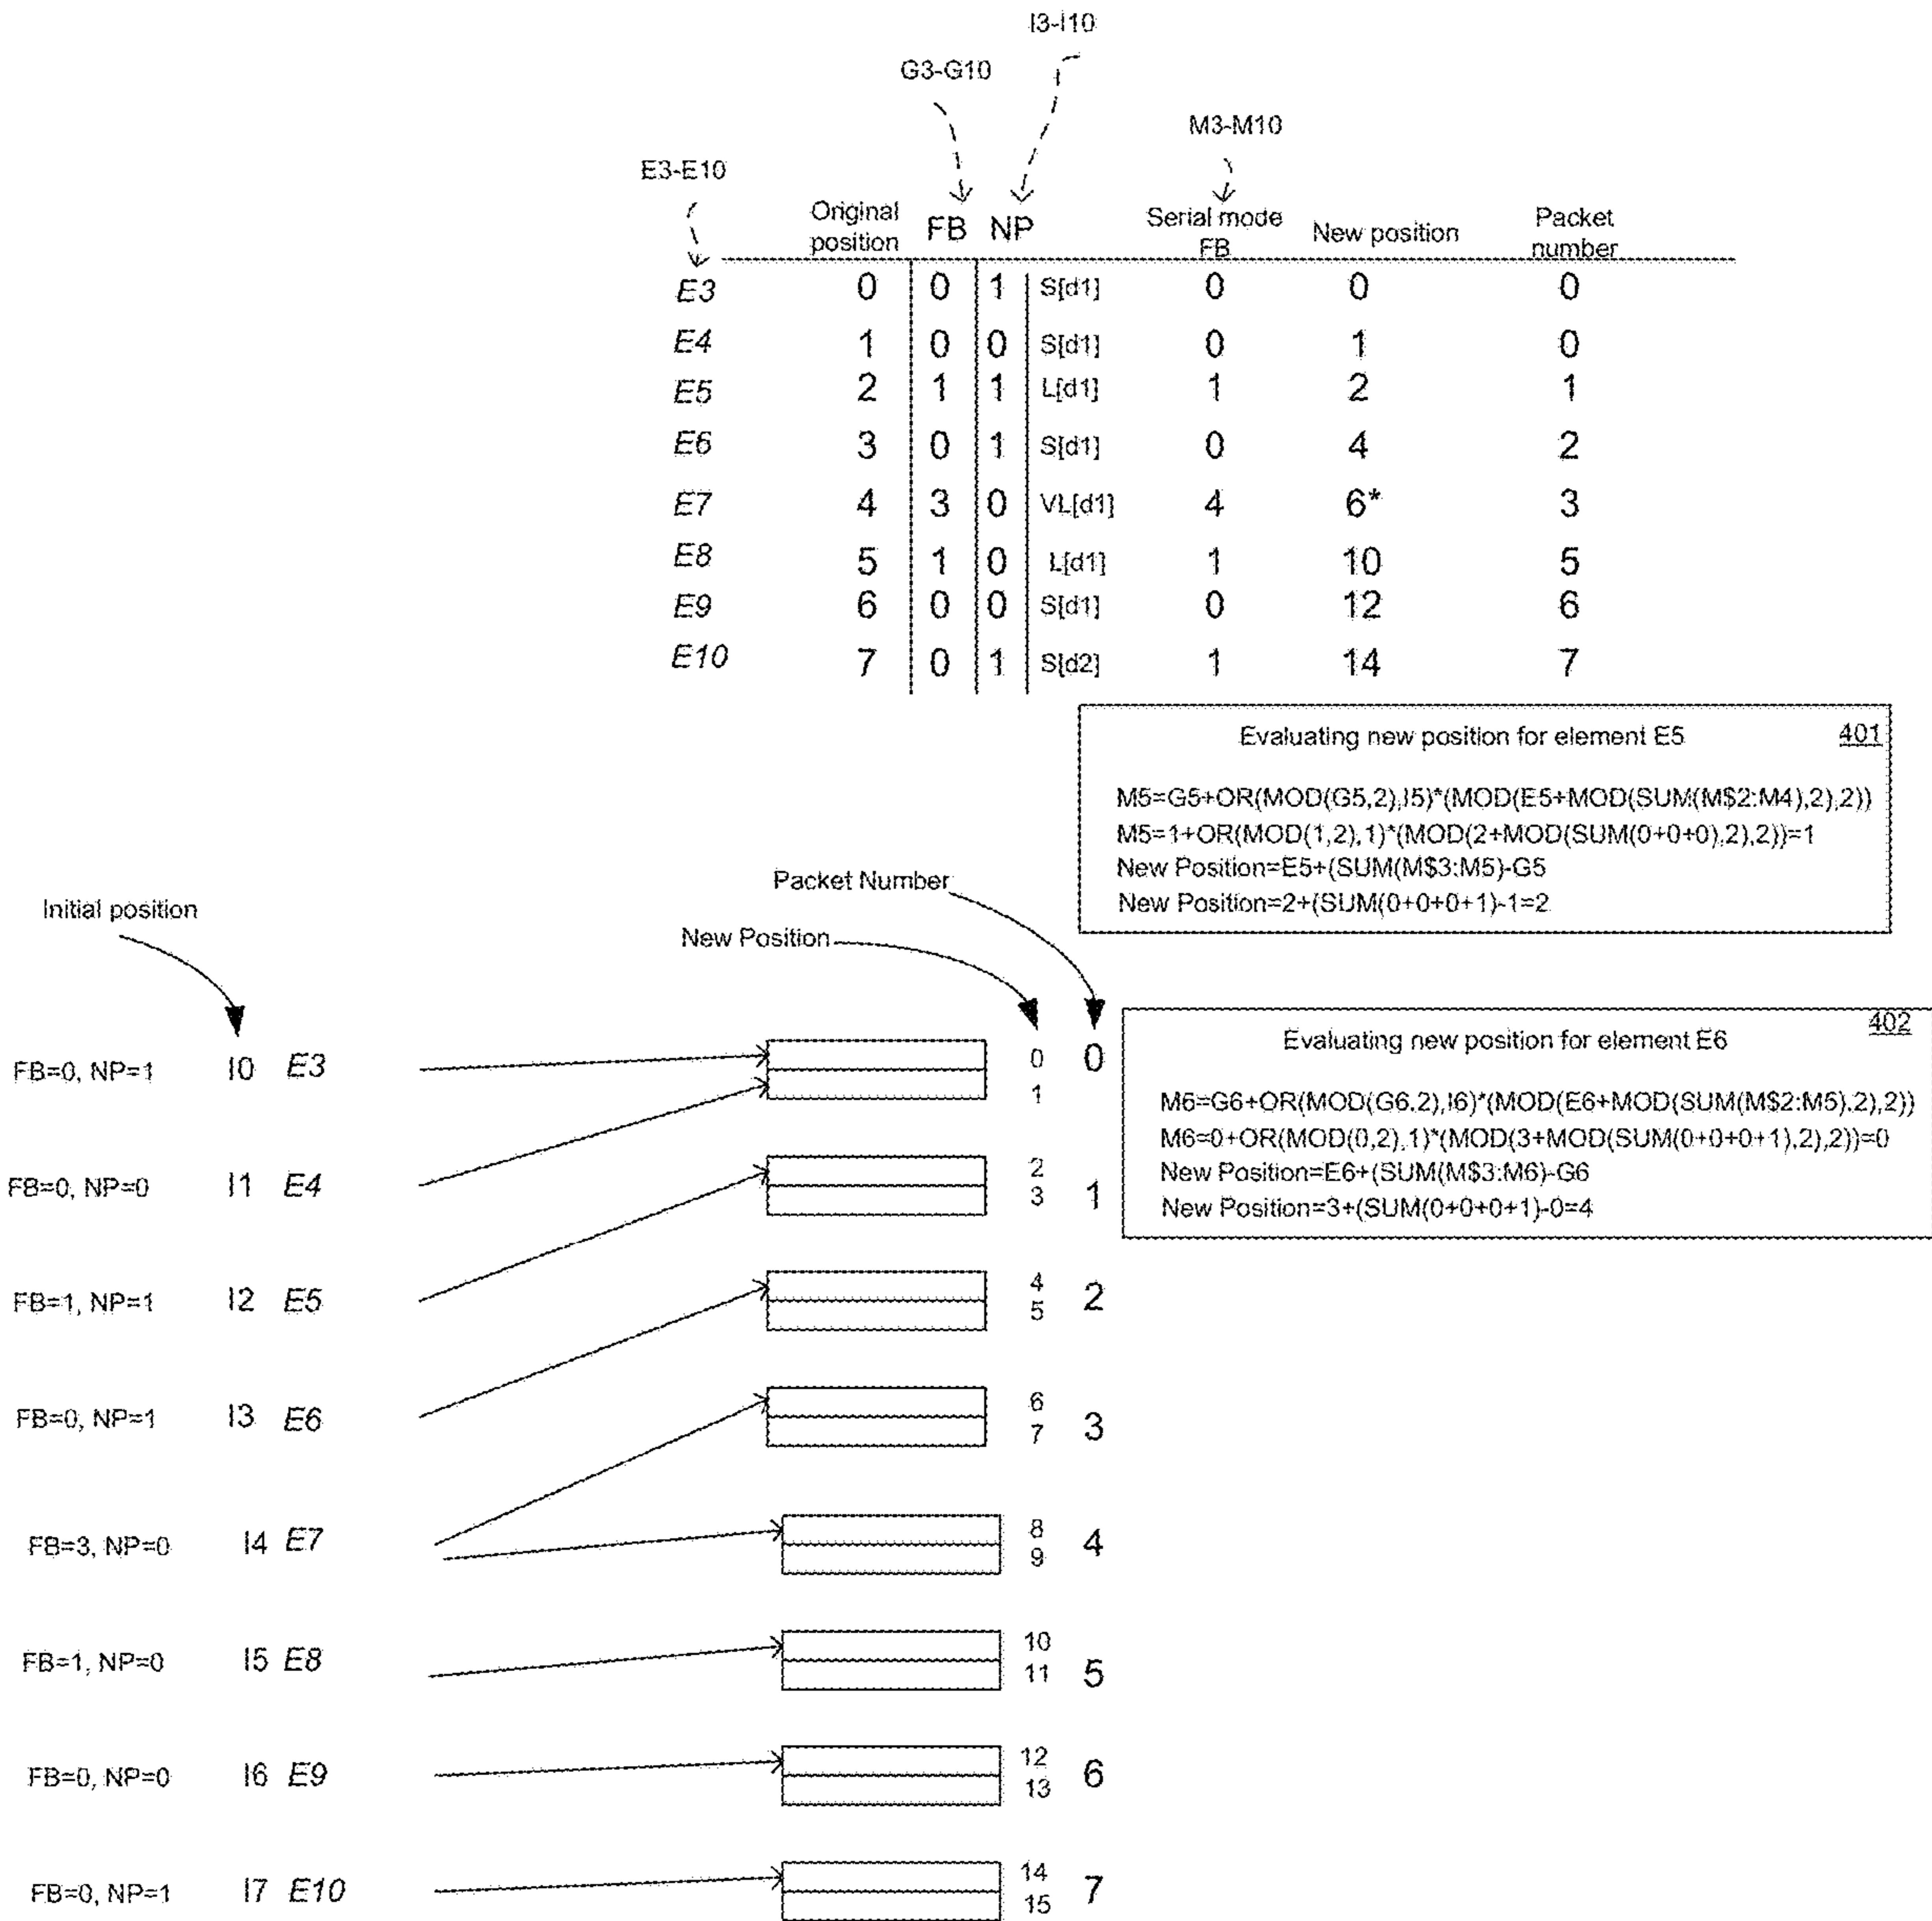 I3-I10
G3-G10
M3-M10
E3-E10
Original position FB NP Serial mode FB New position Packet number
E3 0 0 1 S[d1] 0 0 0
E4 1 0 0 S[d1] 0 1 0
E5 2 1 1 L[d1] 1 2 1
E6 3 0 1 S[d1] 0 4 2
E7 4 3 0 VL[d1] 4 6* 3
E8 5 1 0 L[d1] 1 10 5
E9 6 0 0 S[d1] 0 12 6
E10 7 0 1 S[d2] 1 14 7
Evaluating new position for element E5 401
M5=G5+OR(MOD(G5,2),I5)*(MOD(E5+MOD(SUM(M$2:M4),2),2))
M5=1+OR(MOD(1,2),1)*(MOD(2+MOD(SUM(0+0+0),2),2))=1
New Position=E5+(SUM(M$3:M5)-G5
New Position=2+(SUM(0+0+0+1)-1=2
Packet Number
Initial position
New Position
Evaluating new position for element E6 402
M6=G6+OR(MOD(G6,2),I6)*(MOD(E6+MOD(SUM(M$2:M5),2),2))
M6=0+OR(MOD(0,2),1)*(MOD(3+MOD(SUM(0+0+0+1),2),2))=0
New Position=E6+(SUM(M$3:M6)-G6
New Position=3+(SUM(0+0+0+1)-0=4
FB=0, NP=1 I0 E3 0 0
1
FB=0, NP=0 I1 E4 2 1
3
FB=1, NP=1 I2 E5 4 2
5
FB=0, NP=1 I3 E6 6 3
7
FB=3, NP=0 I4 E7 8 4
9
FB=1, NP=0 I5 E8 10 5
11
FB=0, NP=0 I6 E9 12 6
13
FB=0, NP=1 I7 E10 14 7
15